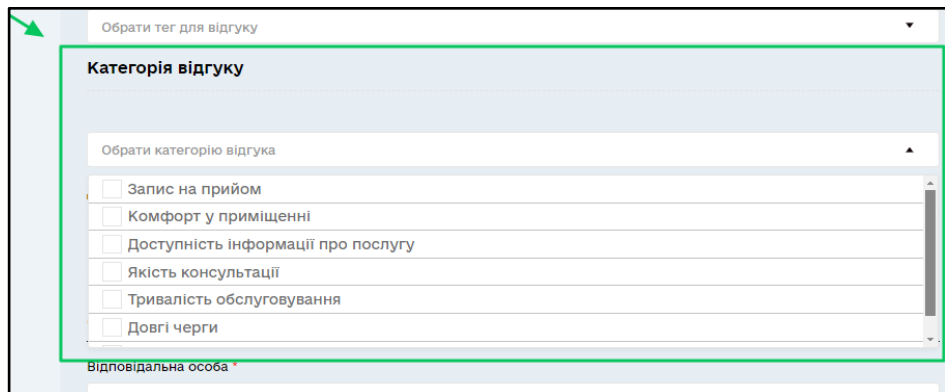 Обрати тег для відгуку
Категорія відгуку
Обрати категорію відгука
Запис на прийом
Комфорт у приміщенні
Доступність інформації про послугу
Якість консультації
Тривалість обслуговування
Довгі черги
Відповідальна особа *